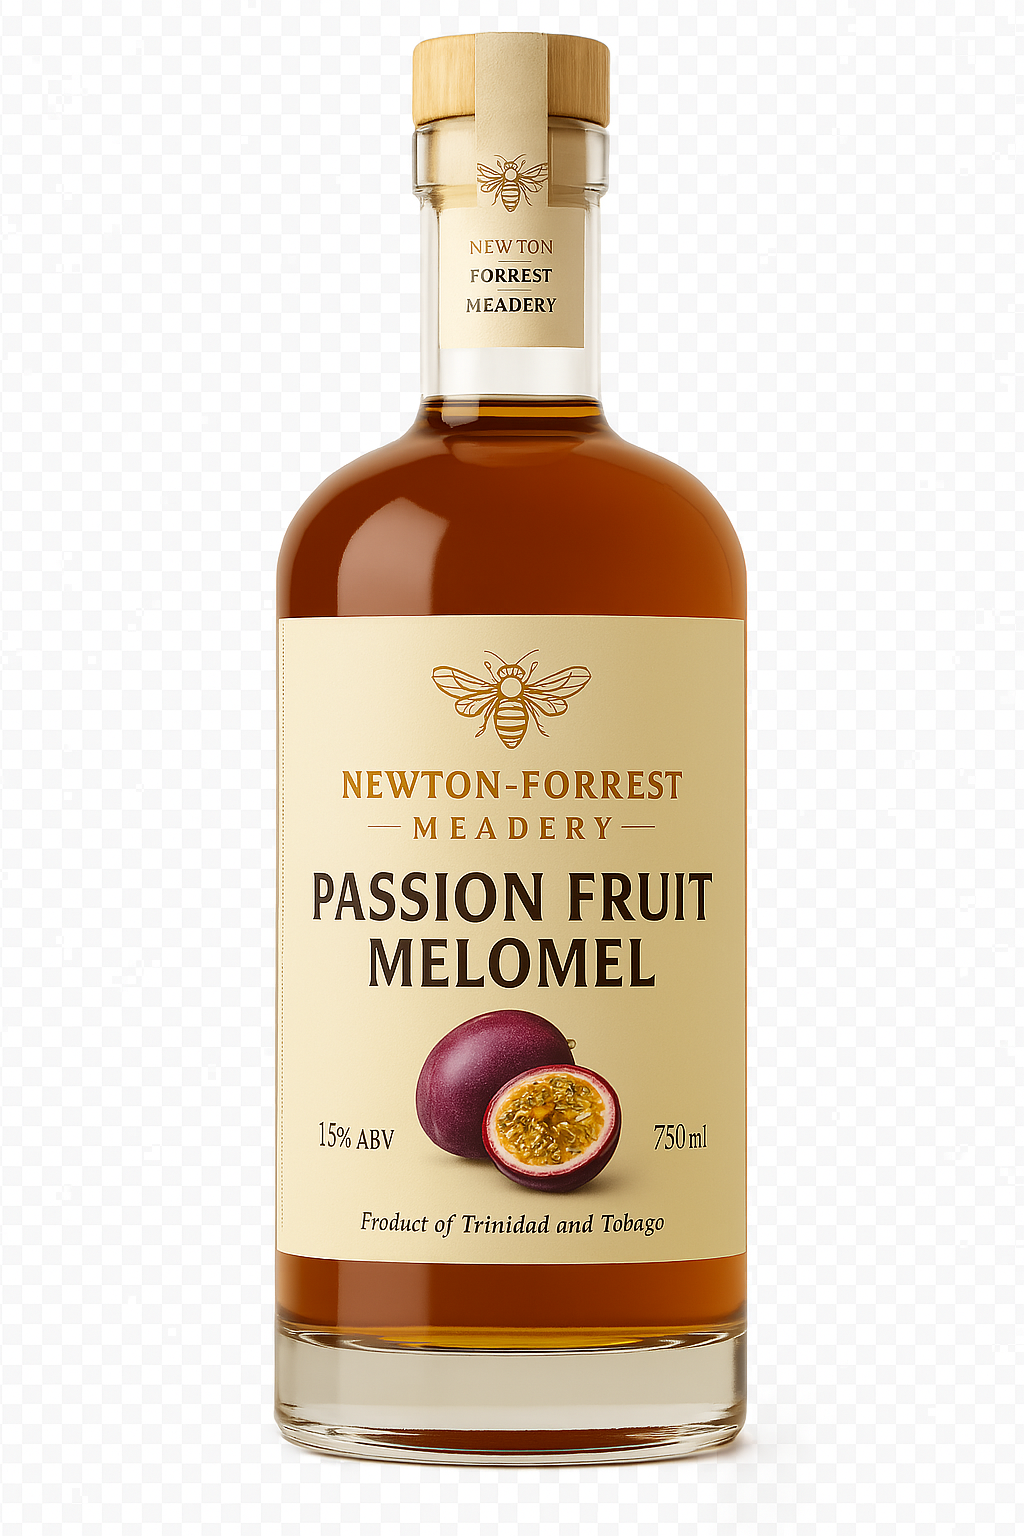 NEW TON
FORREST
MEADERY
NEWTON-FORREST
MEADERY
PASSION FRUIT
MELOMEL
15% ABV
750 ml
Product of Trinidad and Tobago